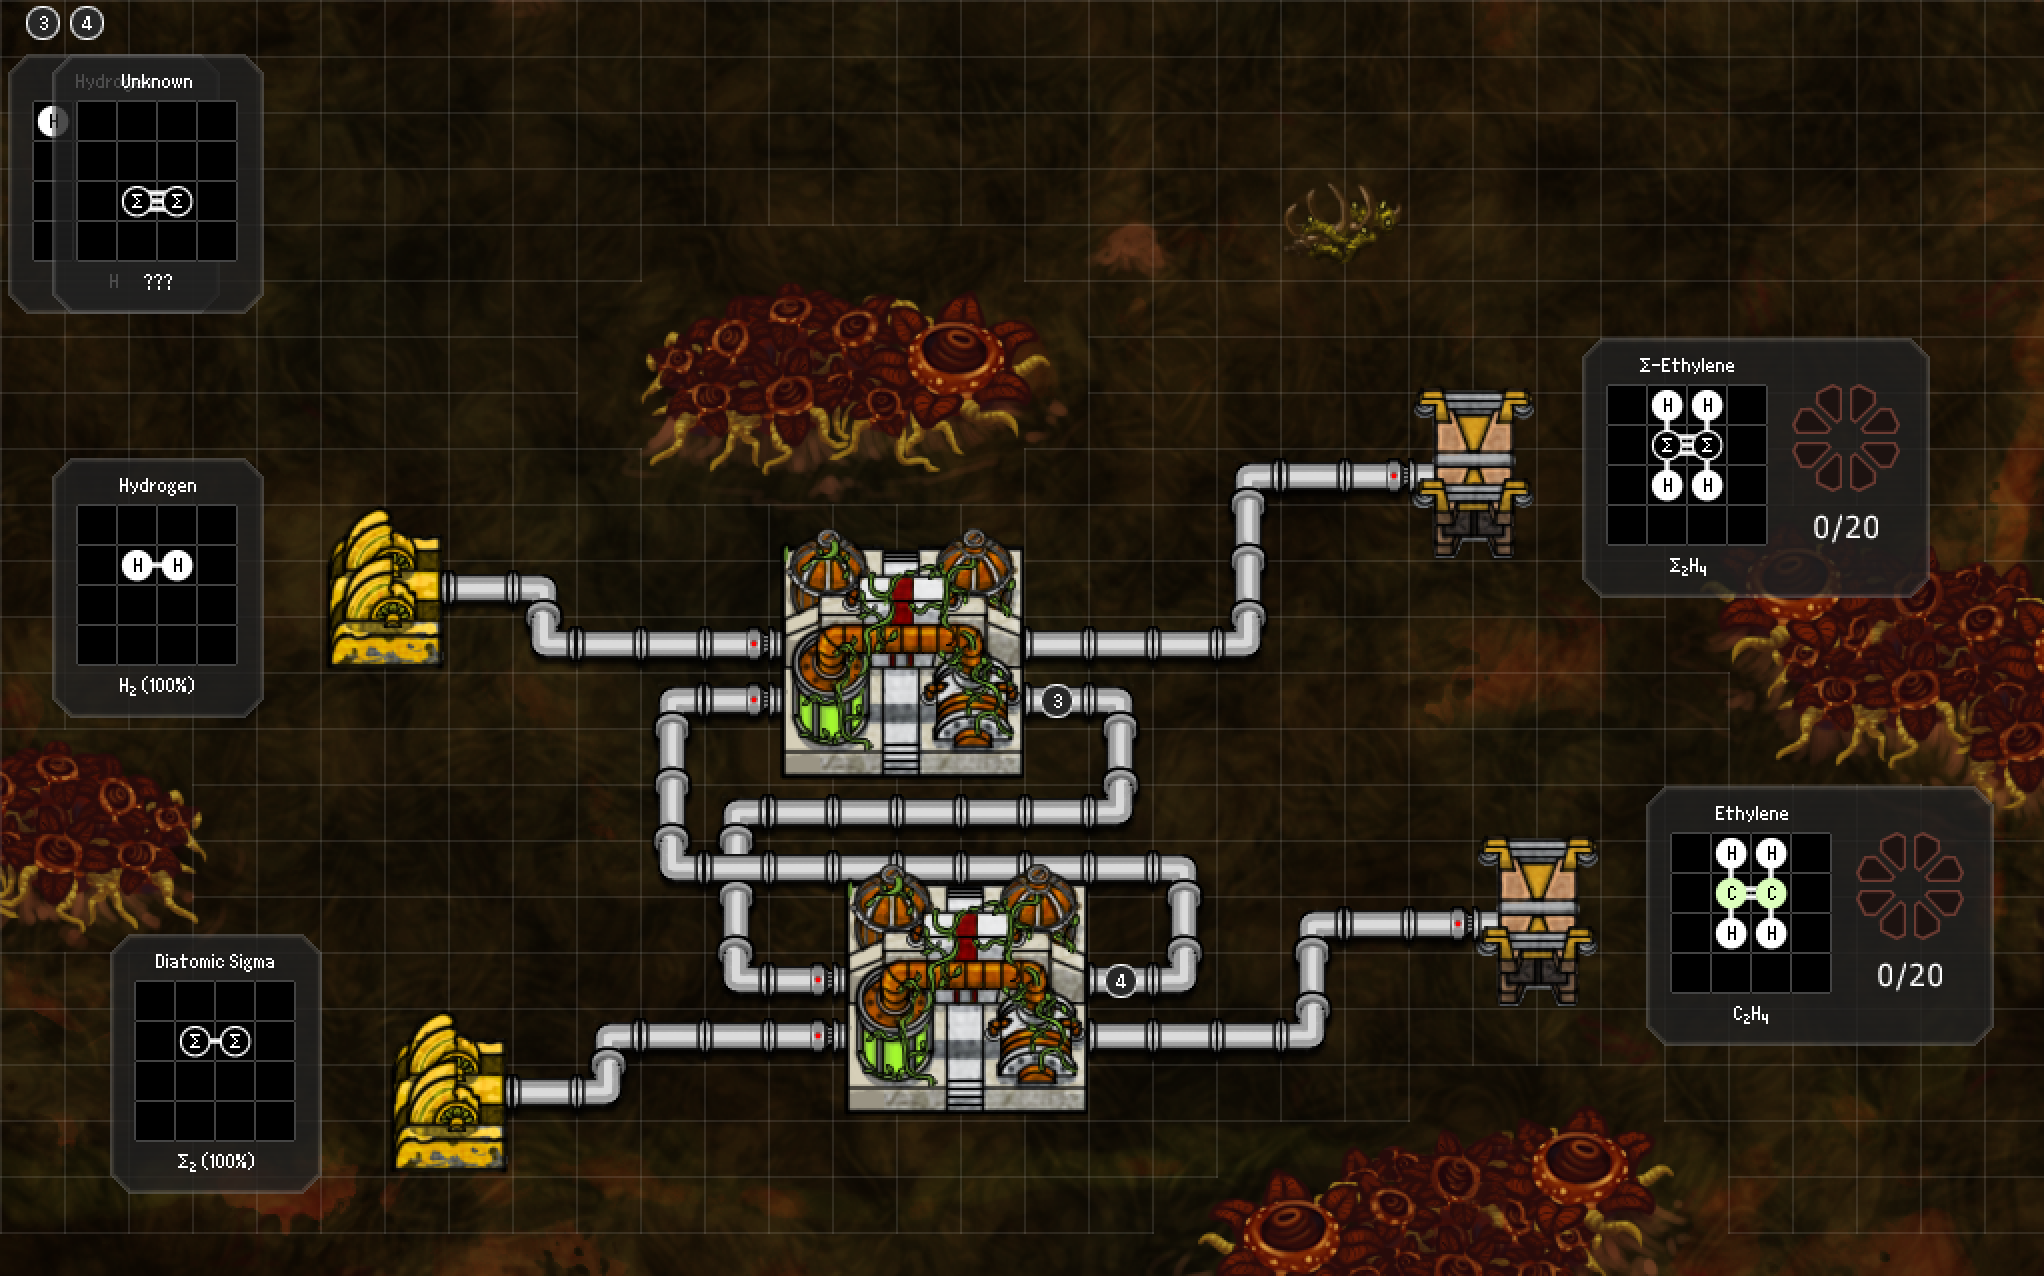 3 4
Hydro
Unknown
H
Σ Σ
H
???
Hydrogen
H H
H₂ (100%)
Diatomic Sigma
Σ Σ
Σ₂ (100%)
3
4
Σ-Ethylene
H H
Σ Σ
H H
0/20
Σ₂H₄
Ethylene
H H
C C
H H
0/20
C₂H₄